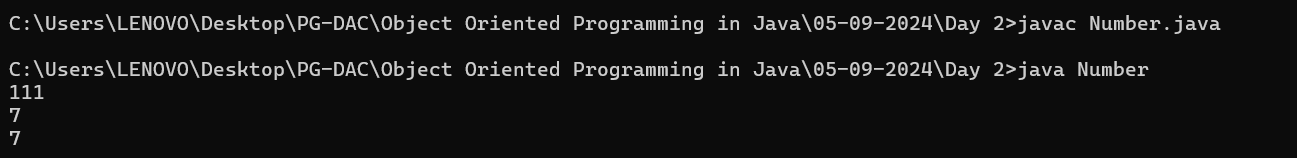 C:\Users\LENOVO\Desktop\PG-DAC\Object Oriented Programming in Java\05-09-2024\Day 2>javac Number.java
C:\Users\LENOVO\Desktop\PG-DAC\Object Oriented Programming in Java\05-09-2024\Day 2>java Number
111
7
7